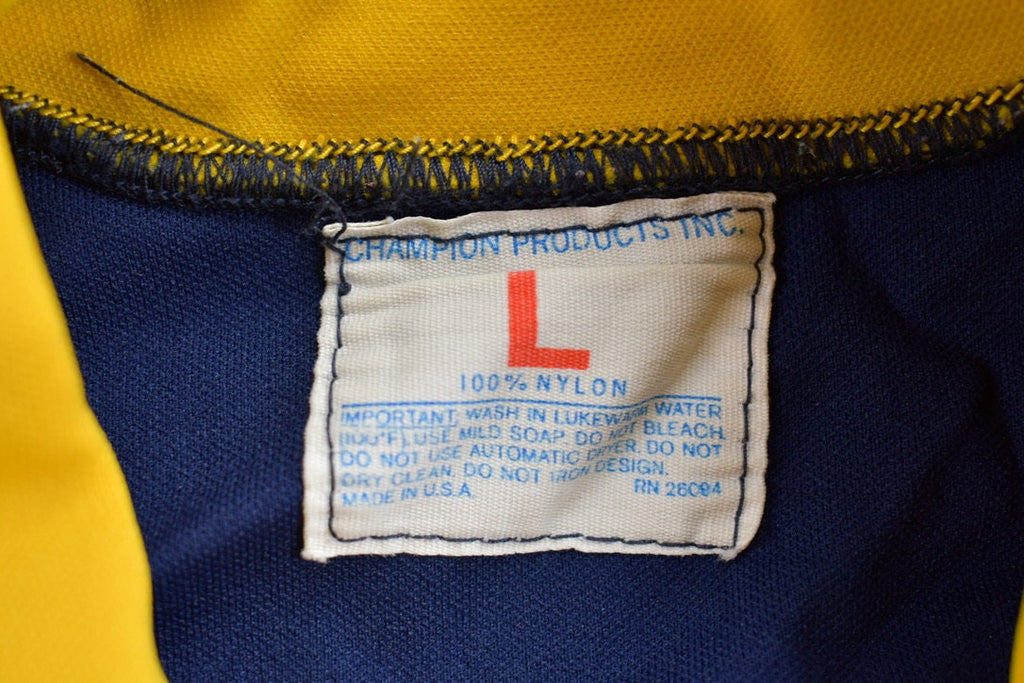 CHAMPION PRODUCTS INC.
L
100% NYLON
IMPORTANT. WASH IN LUKEWARM WATER
(100°F). USE MILD SOAP. DO NOT BLEACH.
DO NOT USE AUTOMATIC DRYER. DO NOT
DRY CLEAN. DO NOT IRON DESIGN.
MADE IN U.S.A. RN 26094